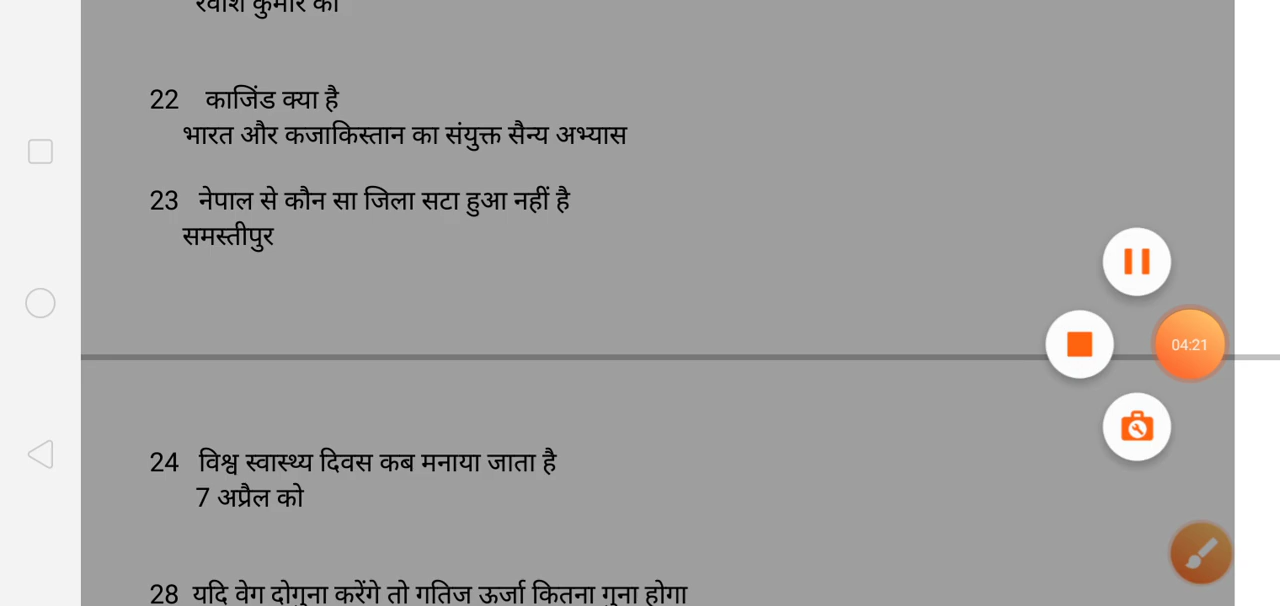 रवीश कुमार को
22 काजिंड क्या है
भारत और कजाकिस्तान का संयुक्त सैन्य अभ्यास
23 नेपाल से कौन सा जिला सटा हुआ नहीं है
समस्तीपुर
04:21
24 विश्व स्वास्थ्य दिवस कब मनाया जाता है
7 अप्रैल को
28 यदि वेग दोगुना करेंगे तो गतिज ऊर्जा कितना गुना होगा